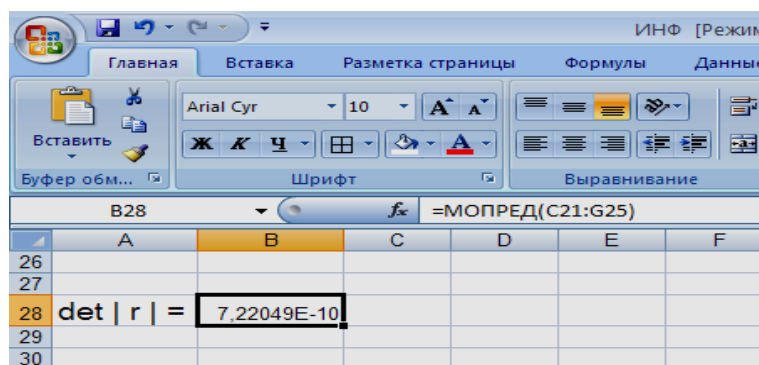 ИНФ [Режим
Главная Вставка Разметка страницы Формулы Данные
Arial Cyr 10 A A
Вставить
Ж К Ч A
Буфер обм... Шрифт Выравнивание
B28 fx =МОПРЕД(C21:G25)
A B C D E F
26
27
28 det | r | = 7,22049E-10
29
30